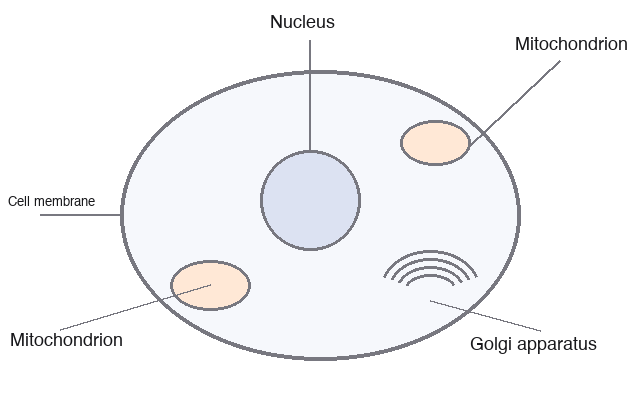 Nucleus
Mitochondrion
Cell membrane
Mitochondrion
Golgi apparatus